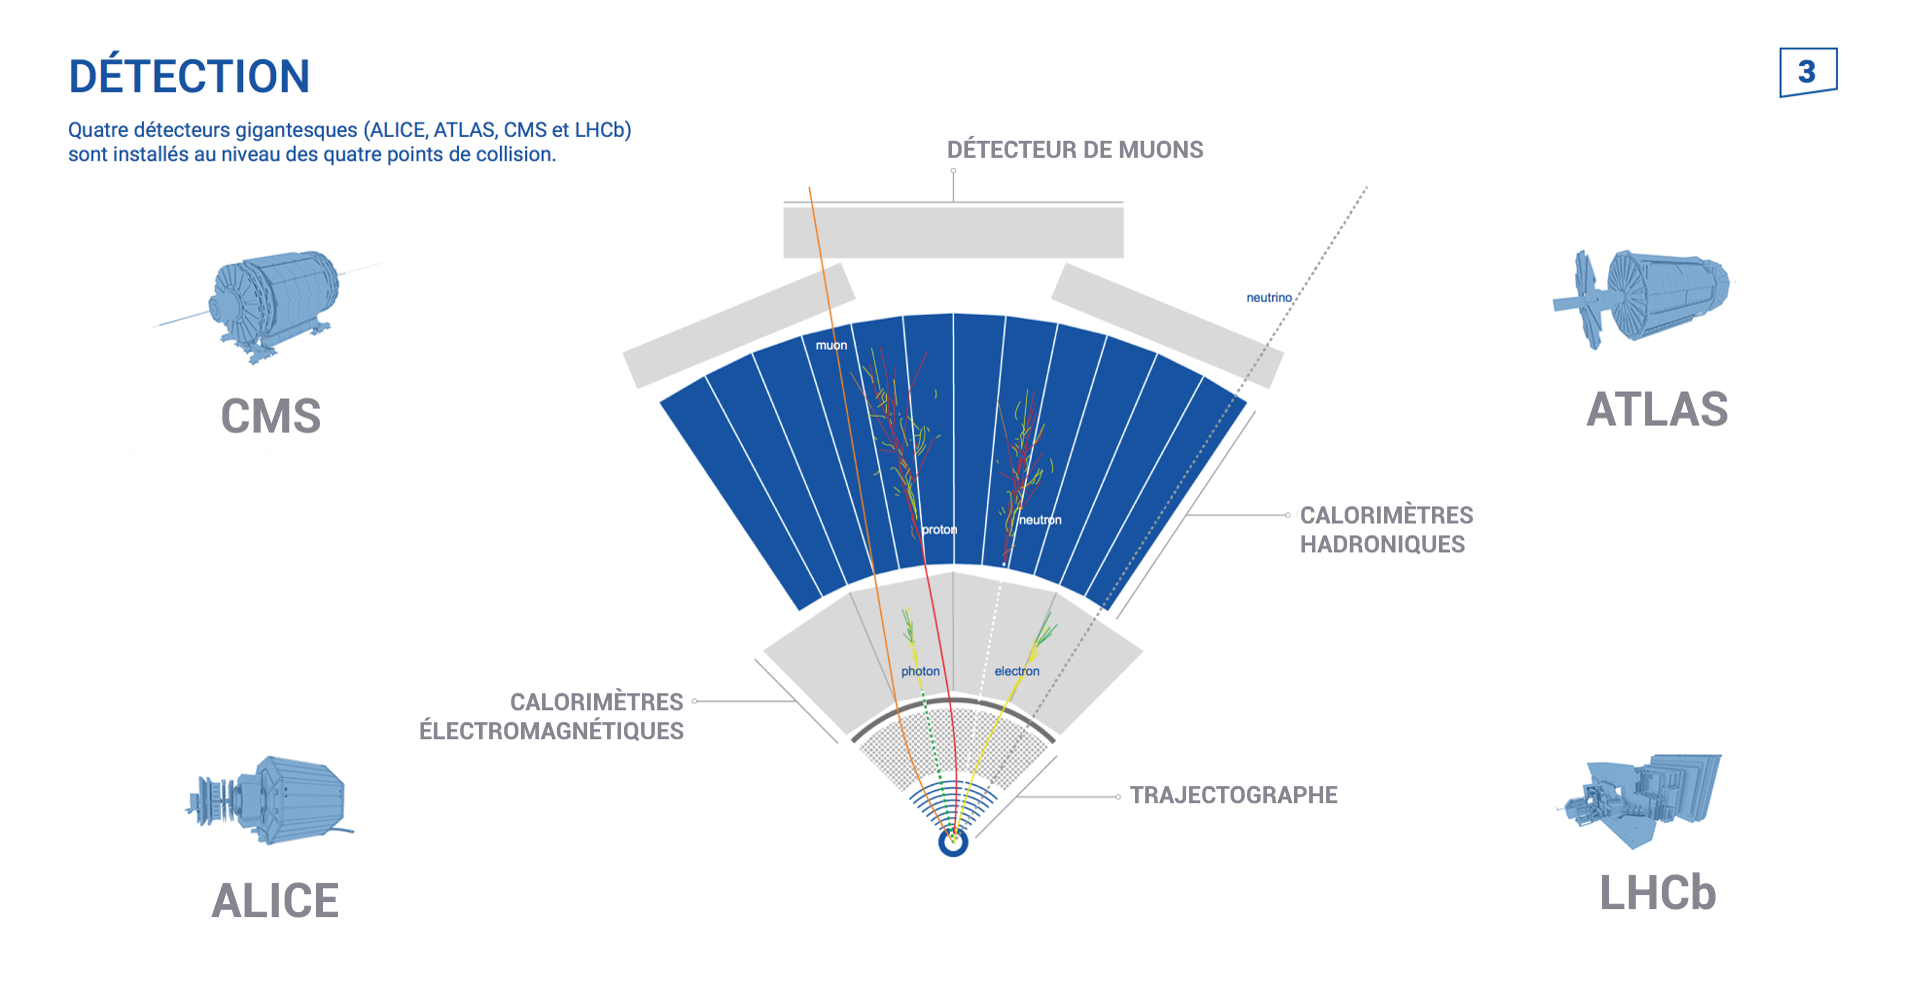 DÉTECTION
3
Quatre détecteurs gigantesques (ALICE, ATLAS, CMS et LHCb)
sont installés au niveau des quatre points de collision.
DÉTECTEUR DE MUONS
neutrino
muon
CMS
ATLAS
proton
neutron
CALORIMÈTRES
HADRONIQUES
photon
electron
CALORIMÈTRES
ÉLECTROMAGNÉTIQUES
TRAJECTOGRAPHE
ALICE
LHCb